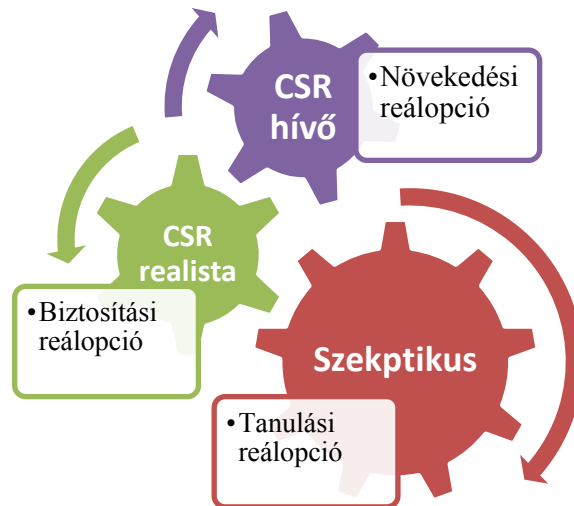 CSR
hívő
•Növekedési
reálopció
CSR
realista
•Biztosítási
reálopció
Szekptikus
•Tanulási
reálopció